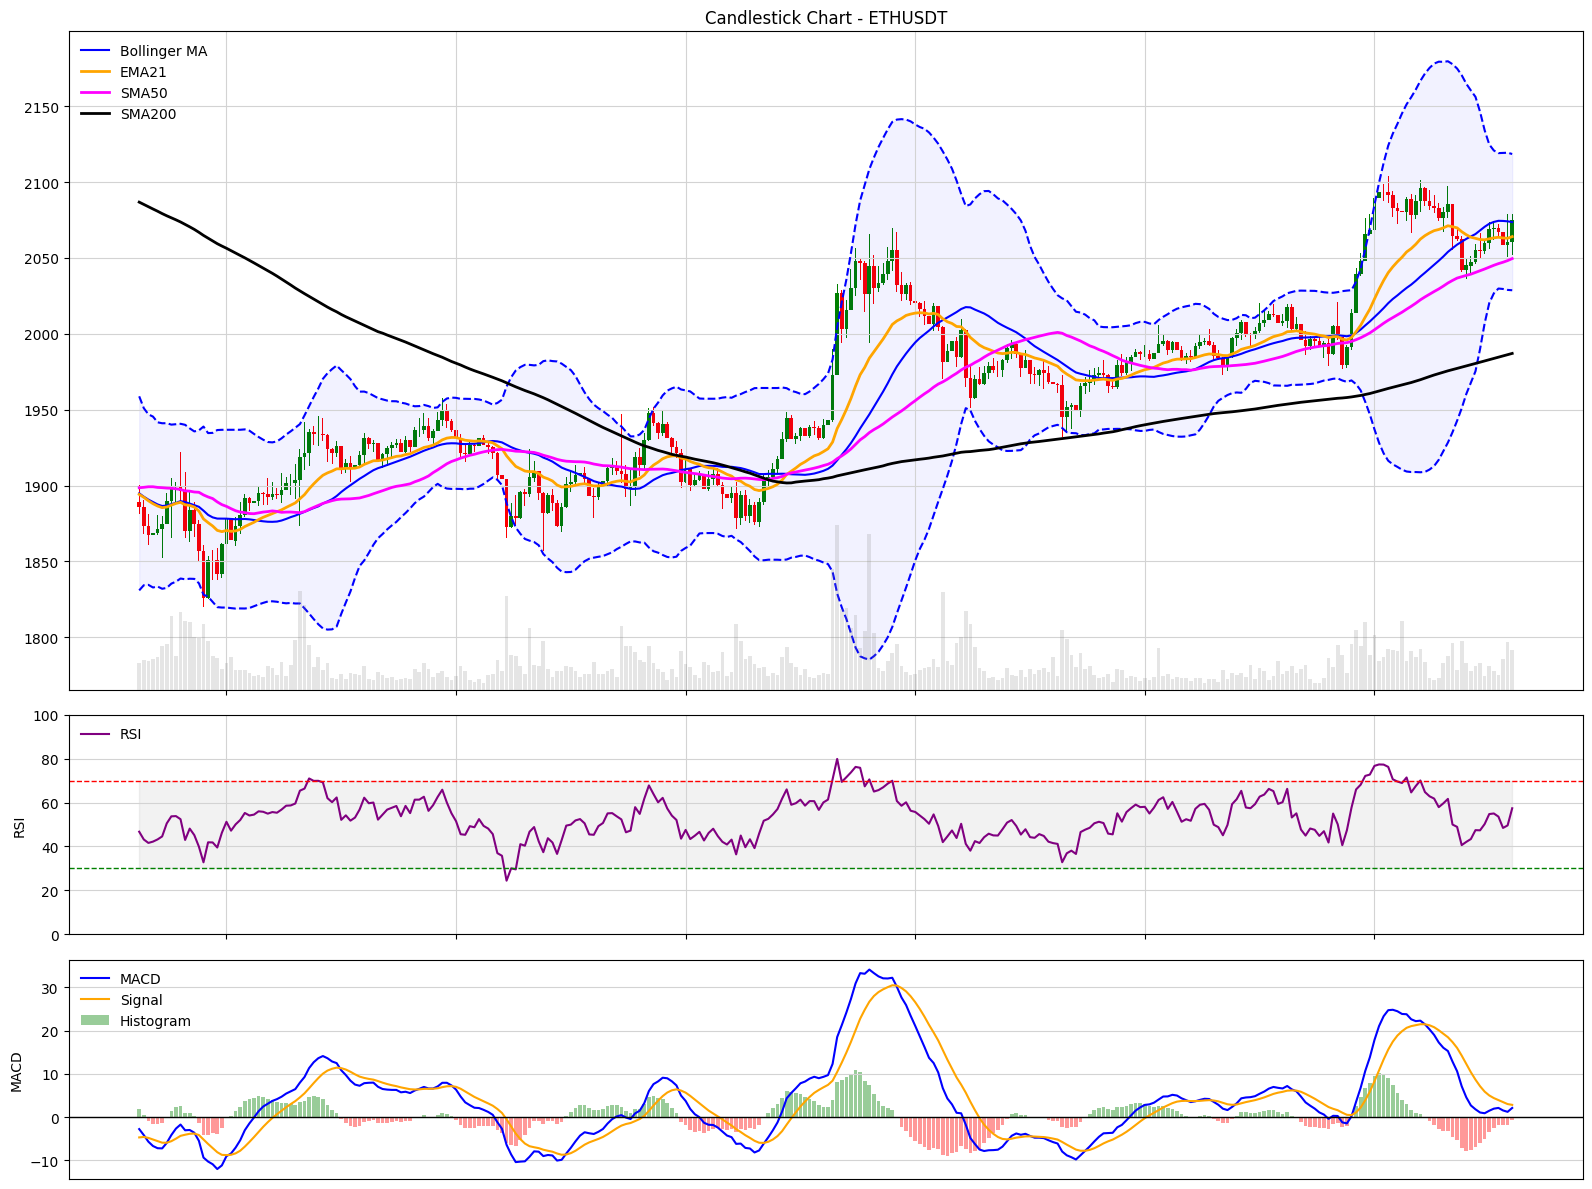 Candlestick Chart - ETHUSDT
Bollinger MA
EMA21
SMA50
SMA200
2150
2100
2050
2000
1950
1900
1850
1800
RSI
100
80
60
40
20
0
RSI
MACD
Signal
Histogram
30
20
10
0
−10
MACD